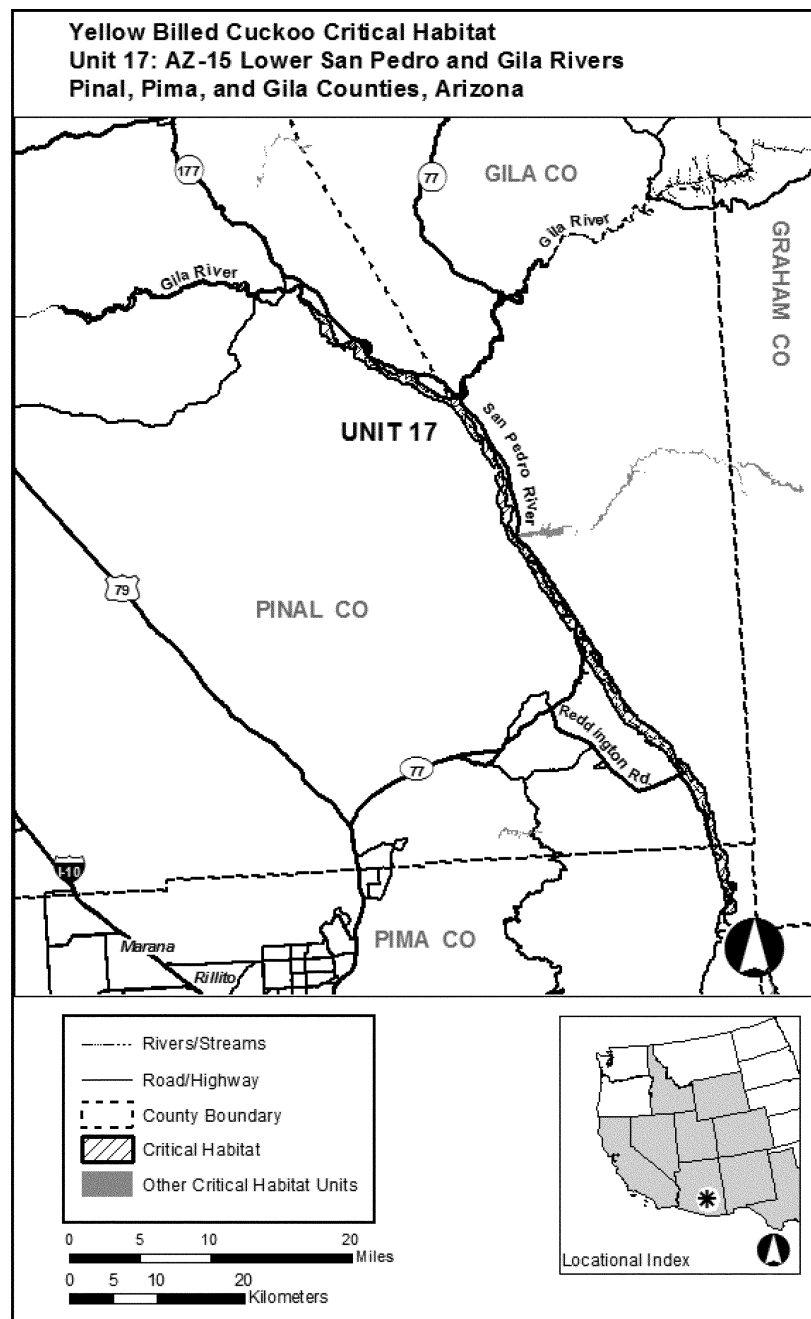 Yellow Billed Cuckoo Critical Habitat
Unit 17: AZ-15 Lower San Pedro and Gila Rivers
Pinal, Pima, and Gila Counties, Arizona
177
77
GILA CO
Gila River
GRAHAM CO
Gila River
UNIT 17
San Pedro River
79
PINAL CO
Reddington Rd.
77
I-10
Marana
Rillito
PIMA CO
Rivers/Streams
Road/Highway
County Boundary
Critical Habitat
Other Critical Habitat Units
0 5 10 20
Miles
0 5 10 20
Kilometers
Locational Index